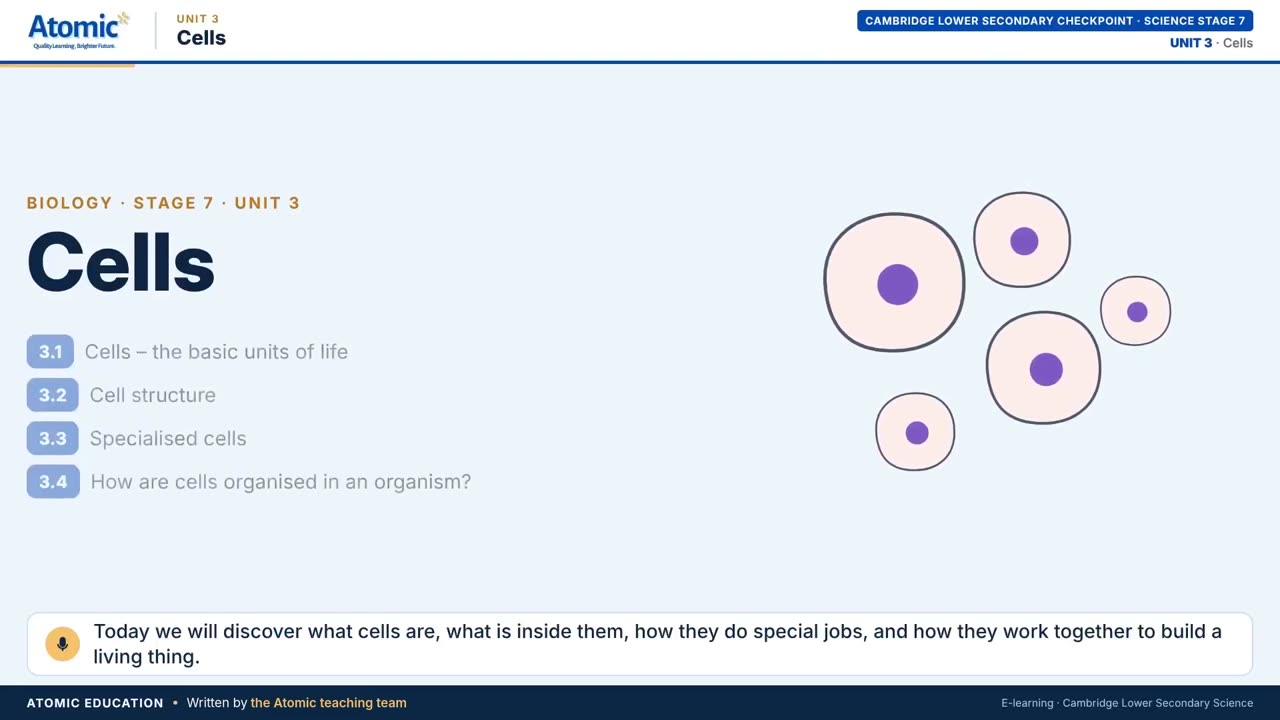 Atomic
Quality Learning, Brighter Future.
UNIT 3
Cells
CAMBRIDGE LOWER SECONDARY CHECKPOINT · SCIENCE STAGE 7
UNIT 3 · Cells
BIOLOGY · STAGE 7 · UNIT 3
Cells
3.1 Cells – the basic units of life
3.2 Cell structure
3.3 Specialised cells
3.4 How are cells organised in an organism?
Today we will discover what cells are, what is inside them, how they do special jobs, and how they work together to build a
living thing.
ATOMIC EDUCATION • Written by the Atomic teaching team
E-learning · Cambridge Lower Secondary Science